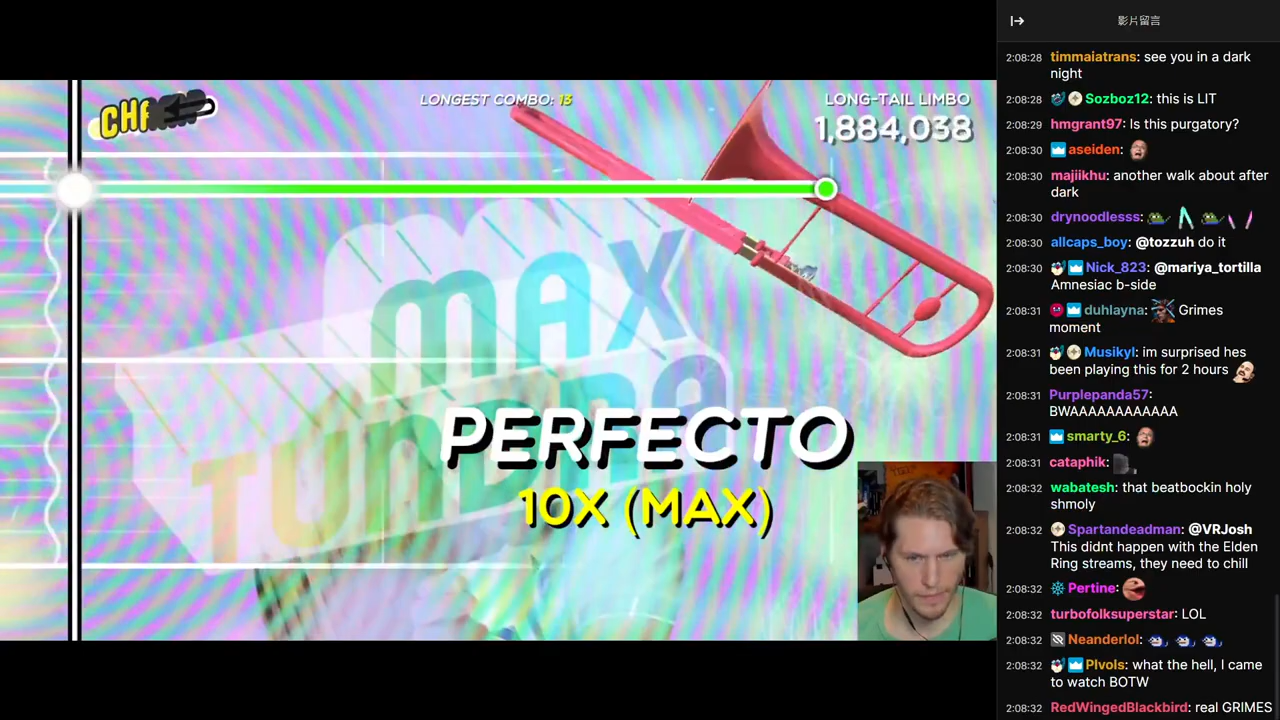 CHA
LONGEST COMBO: 13
LONG-TAIL LIMBO
1,884,038
MAX
PERFECTO
10X (MAX)
影片留言
2:08:28 timmaiatrans: see you in a dark
night
2:08:28 Sozboz12: this is LIT
2:08:29 hmgrant97: Is this purgatory?
2:08:30 aseiden:
2:08:30 majiikhu: another walk about after
dark
2:08:30 drynoodlesss:
2:08:30 allcaps_boy: @tozzuh do it
2:08:30 Nick_823: @mariya_tortilla
Amnesiac b-side
2:08:31 duhlayna: Grimes
moment
2:08:31 Musikyl: im surprised hes
been playing this for 2 hours
2:08:31 Purplepanda57:
BWAAAAAAAAAAAA
2:08:31 smarty_6:
2:08:31 cataphik:
2:08:32 wabatesh: that beatbockin holy
shmoly
2:08:32 Spartandeadman: @VRJosh
This didnt happen with the Elden
Ring streams, they need to chill
2:08:32 Pertine:
2:08:32 turbofolksuperstar: LOL
2:08:32 Neanderlol:
2:08:32 Plvols: what the hell, I came
to watch BOTW
2:08:32 RedWingedBlackbird: real GRIMES